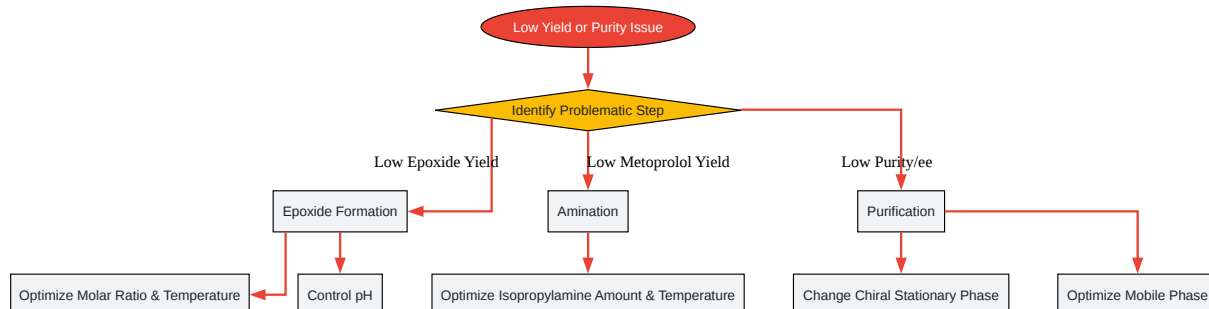 Low Yield or Purity Issue
Identify Problematic Step
Low Epoxide Yield
Low Metoprolol Yield
Low Purity/ee
Epoxide Formation
Amination
Purification
Optimize Molar Ratio & Temperature
Control pH
Optimize Isopropylamine Amount & Temperature
Change Chiral Stationary Phase
Optimize Mobile Phase